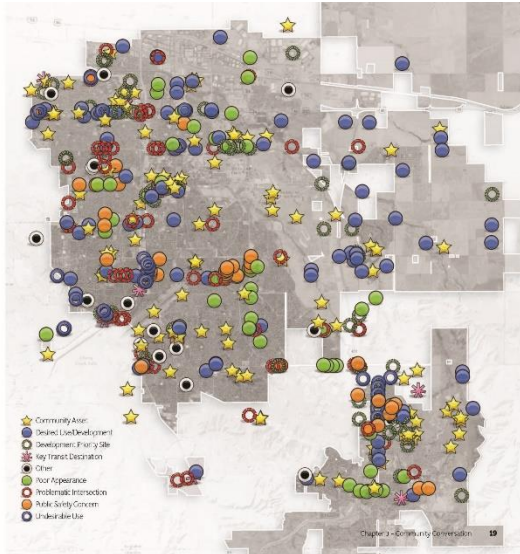 Community Asset
Desired Use/Development
Development Priority Site
Key Transit Destination
Other
Poor Appearance
Problematic Intersection
Public Safety Concern
Undesirable Use
Chapter 2 - Community Conversation 19